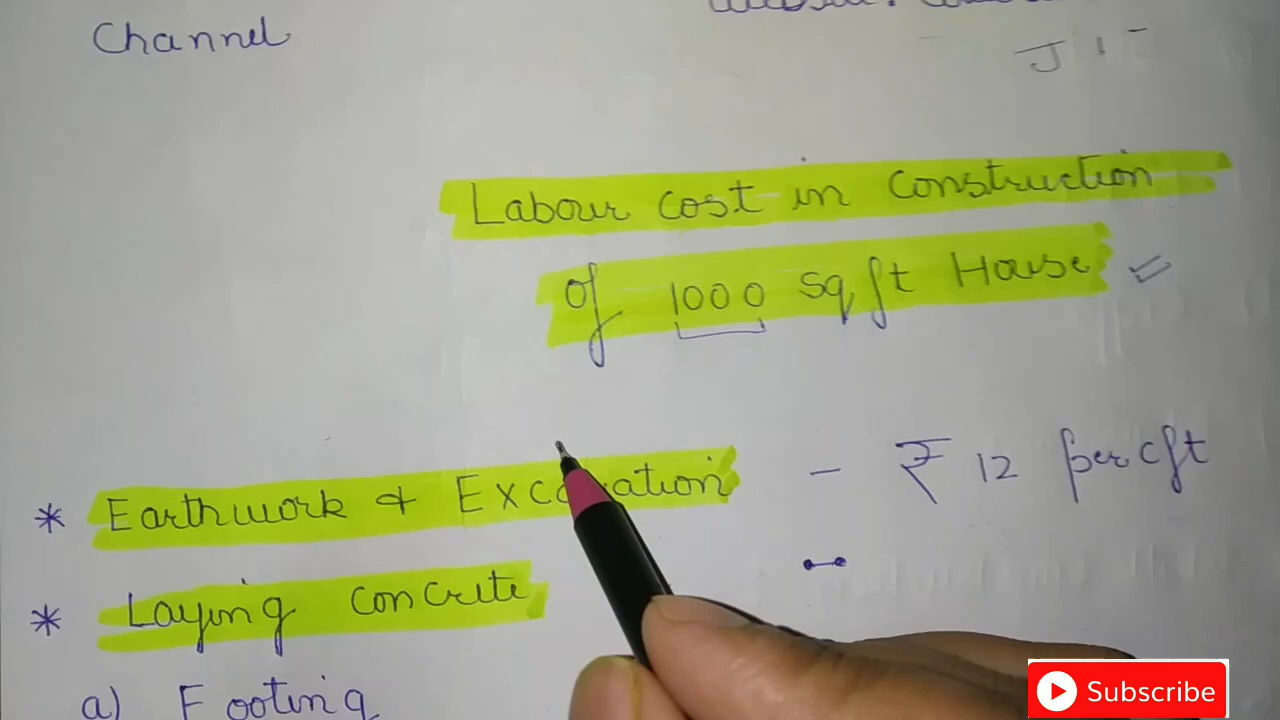 Channel
Labour cost in construction
Of 1000 Sqft House
* Earthwork & Excavation - ₹ 12 per cft
* Laying concrete -
a) Footing
Subscribe